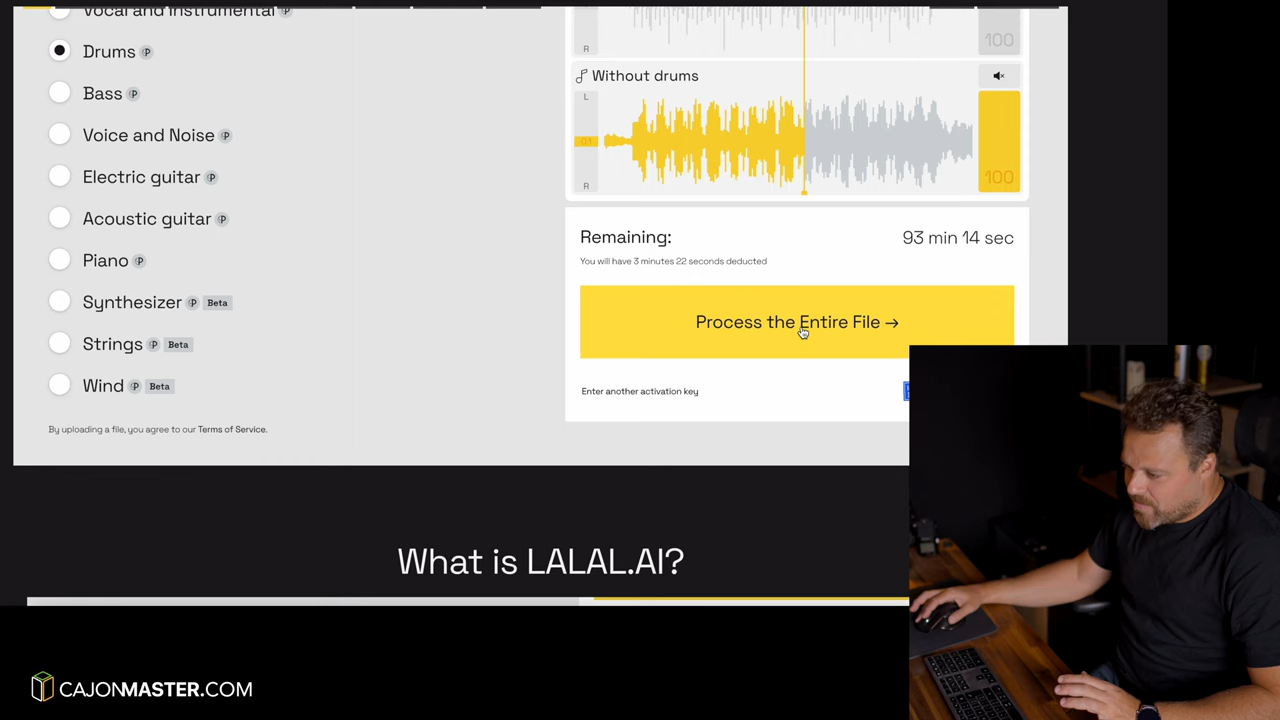 Vocal and Instrumental P
Drums P
Bass P
Voice and Noise P
Electric guitar P
Acoustic guitar P
Piano P
Synthesizer P Beta
Strings P Beta
Wind P Beta
By uploading a file, you agree to our Terms of Service.
R
100
Without drums
L
R
100
Remaining:
93 min 14 sec
You will have 3 minutes 22 seconds deducted
Process the Entire File →
Enter another activation key
What is LALAL.AI?
CAJONMASTER.COM